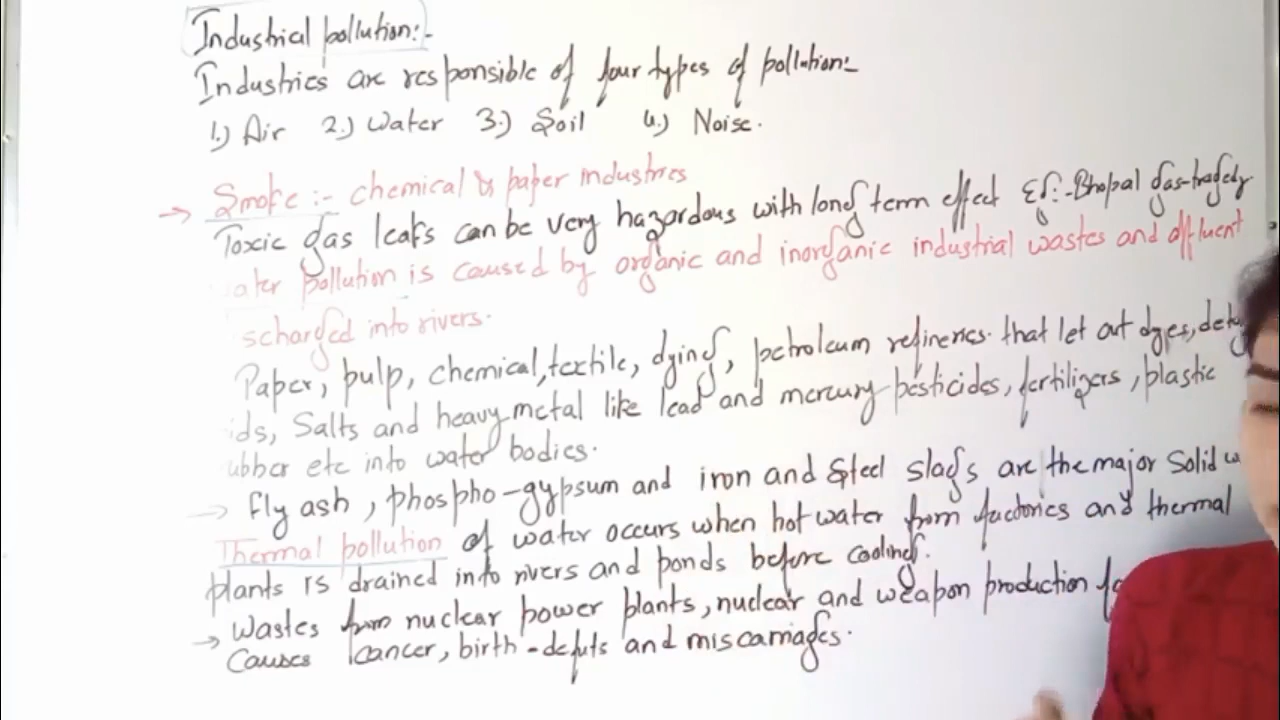 Industrial pollution:-
Industries are responsible of four types of pollution:-
1.) Air 2.) Water 3.) Soil 4.) Noise.
→ Smoke :- chemical & paper industries
Toxic gas leaks can be very hazardous with long term effect Eg:- Bhopal gas-tragedy
ater pollution is caused by organic and inorganic industrial wastes and affluent
scharged into rivers.
Paper, pulp, chemical, textile, dying, petroleum refineries. that let out dyes, deterg
ids, Salts and heavy metal like lead and mercury pesticides, fertilizers, plastic
ubber etc into water bodies.
→ Fly ash, phospho-gypsum and iron and steel slags are the major solid w
Thermal pollution of water occurs when hot water from factories and thermal
plants is drained into rivers and ponds before cooling.
→ Wastes from nuclear power plants, nuclear and weapon production fa
causes cancer, birth-defuts and miscarriages.